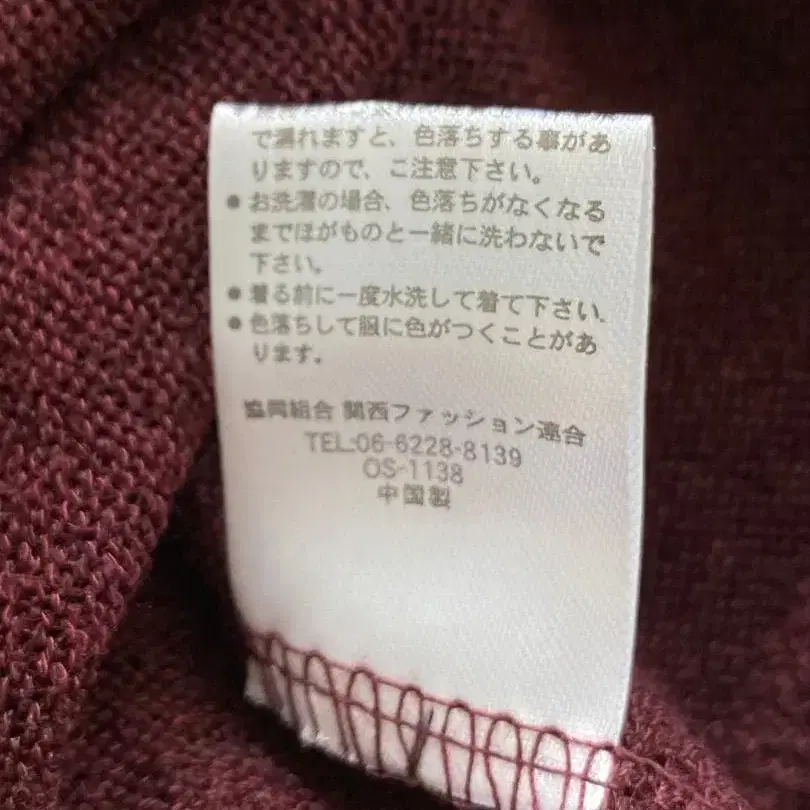 で濡れますと、色落ちする事があ
りますので、ご注意下さい。
● お洗濯の場合、色落ちがなくなる
までほがものと一緒に洗わないで
下さい。
● 着る前に一度水洗して着て下さい.
● 色落ちして服に色がつくことがあ
ります.
協同組合 関西ファッション連合
TEL:06-6228-8139
OS-1138
中国製